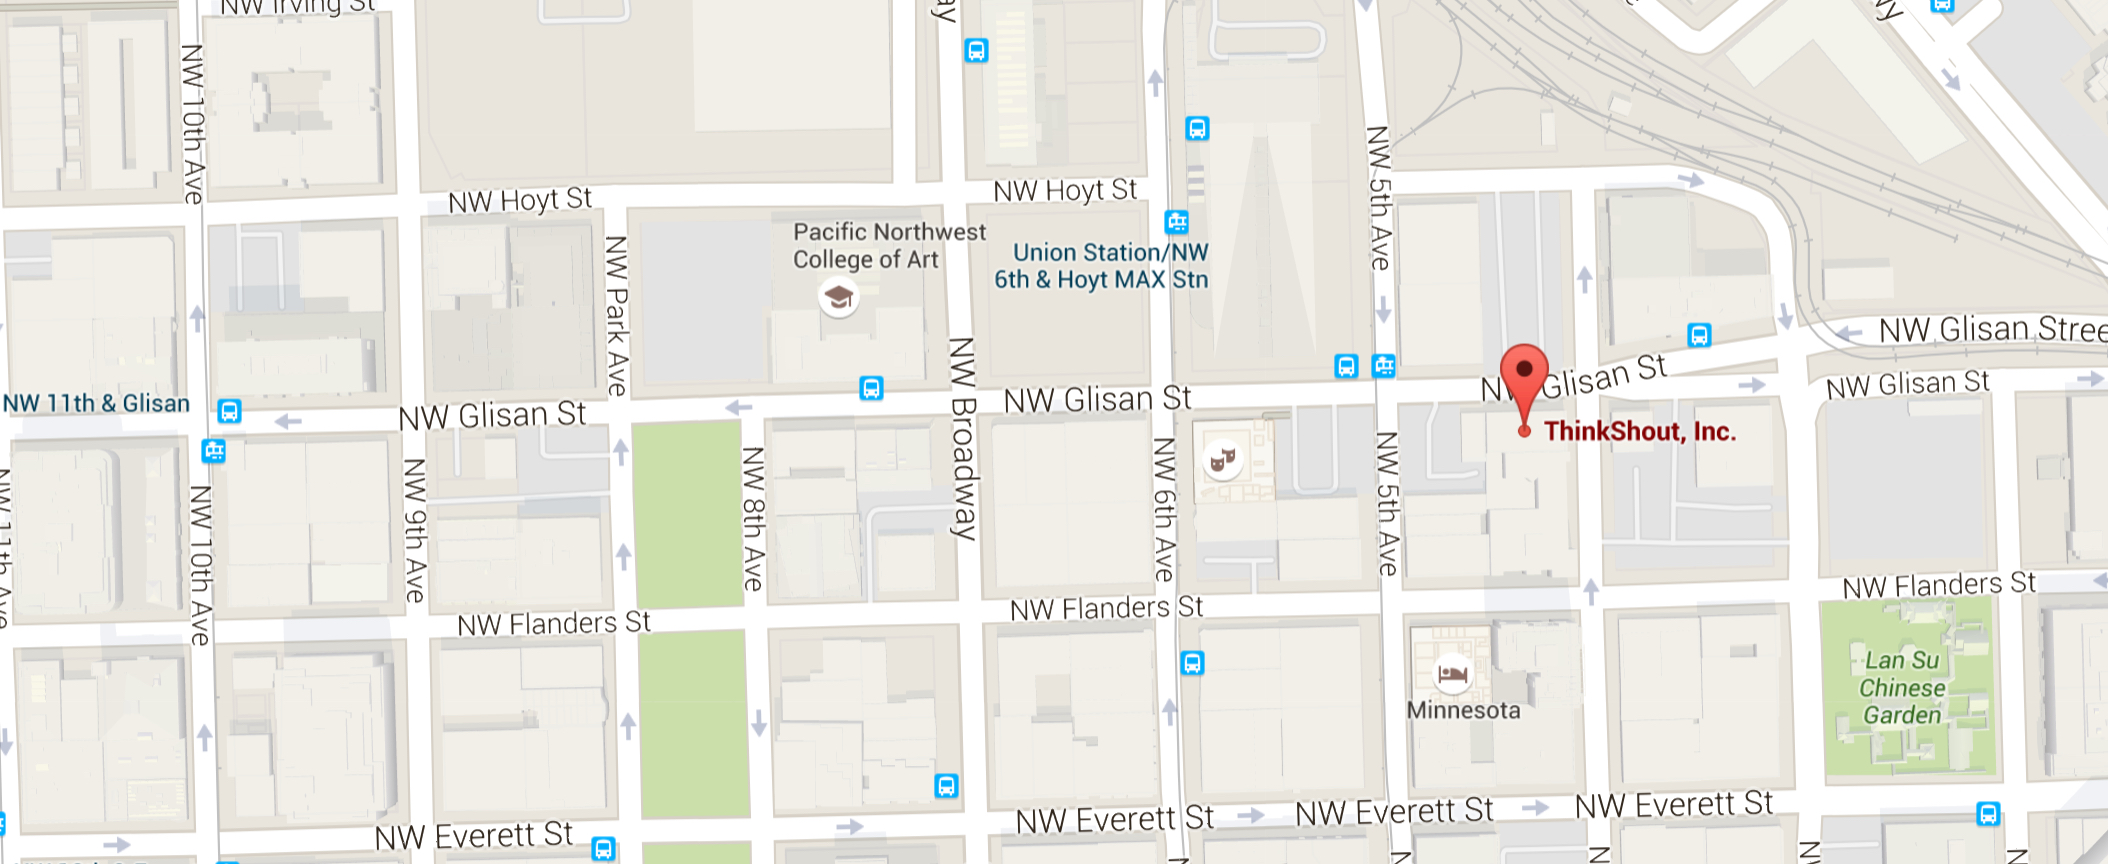 NW Irving St
NW 10th Ave
NW Hoyt St
NW Hoyt St
NW 5th Ave
Pacific Northwest
College of Art
Union Station/NW
6th & Hoyt MAX Stn
NW Park Ave
NW Broadway
NW Glisan Stree
NW 11th & Glisan
NW Glisan St
NW Glisan St
NW Glisan St
NW Glisan St
ThinkShout, Inc.
NW 11th Ave
NW 10th Ave
NW 9th Ave
NW 8th Ave
NW 6th Ave
NW 5th Ave
NW Flanders St
NW Flanders St
NW Flanders St
Lan Su
Chinese
Garden
Minnesota
NW Everett St
NW Everett St
NW Everett St
NW Everett St